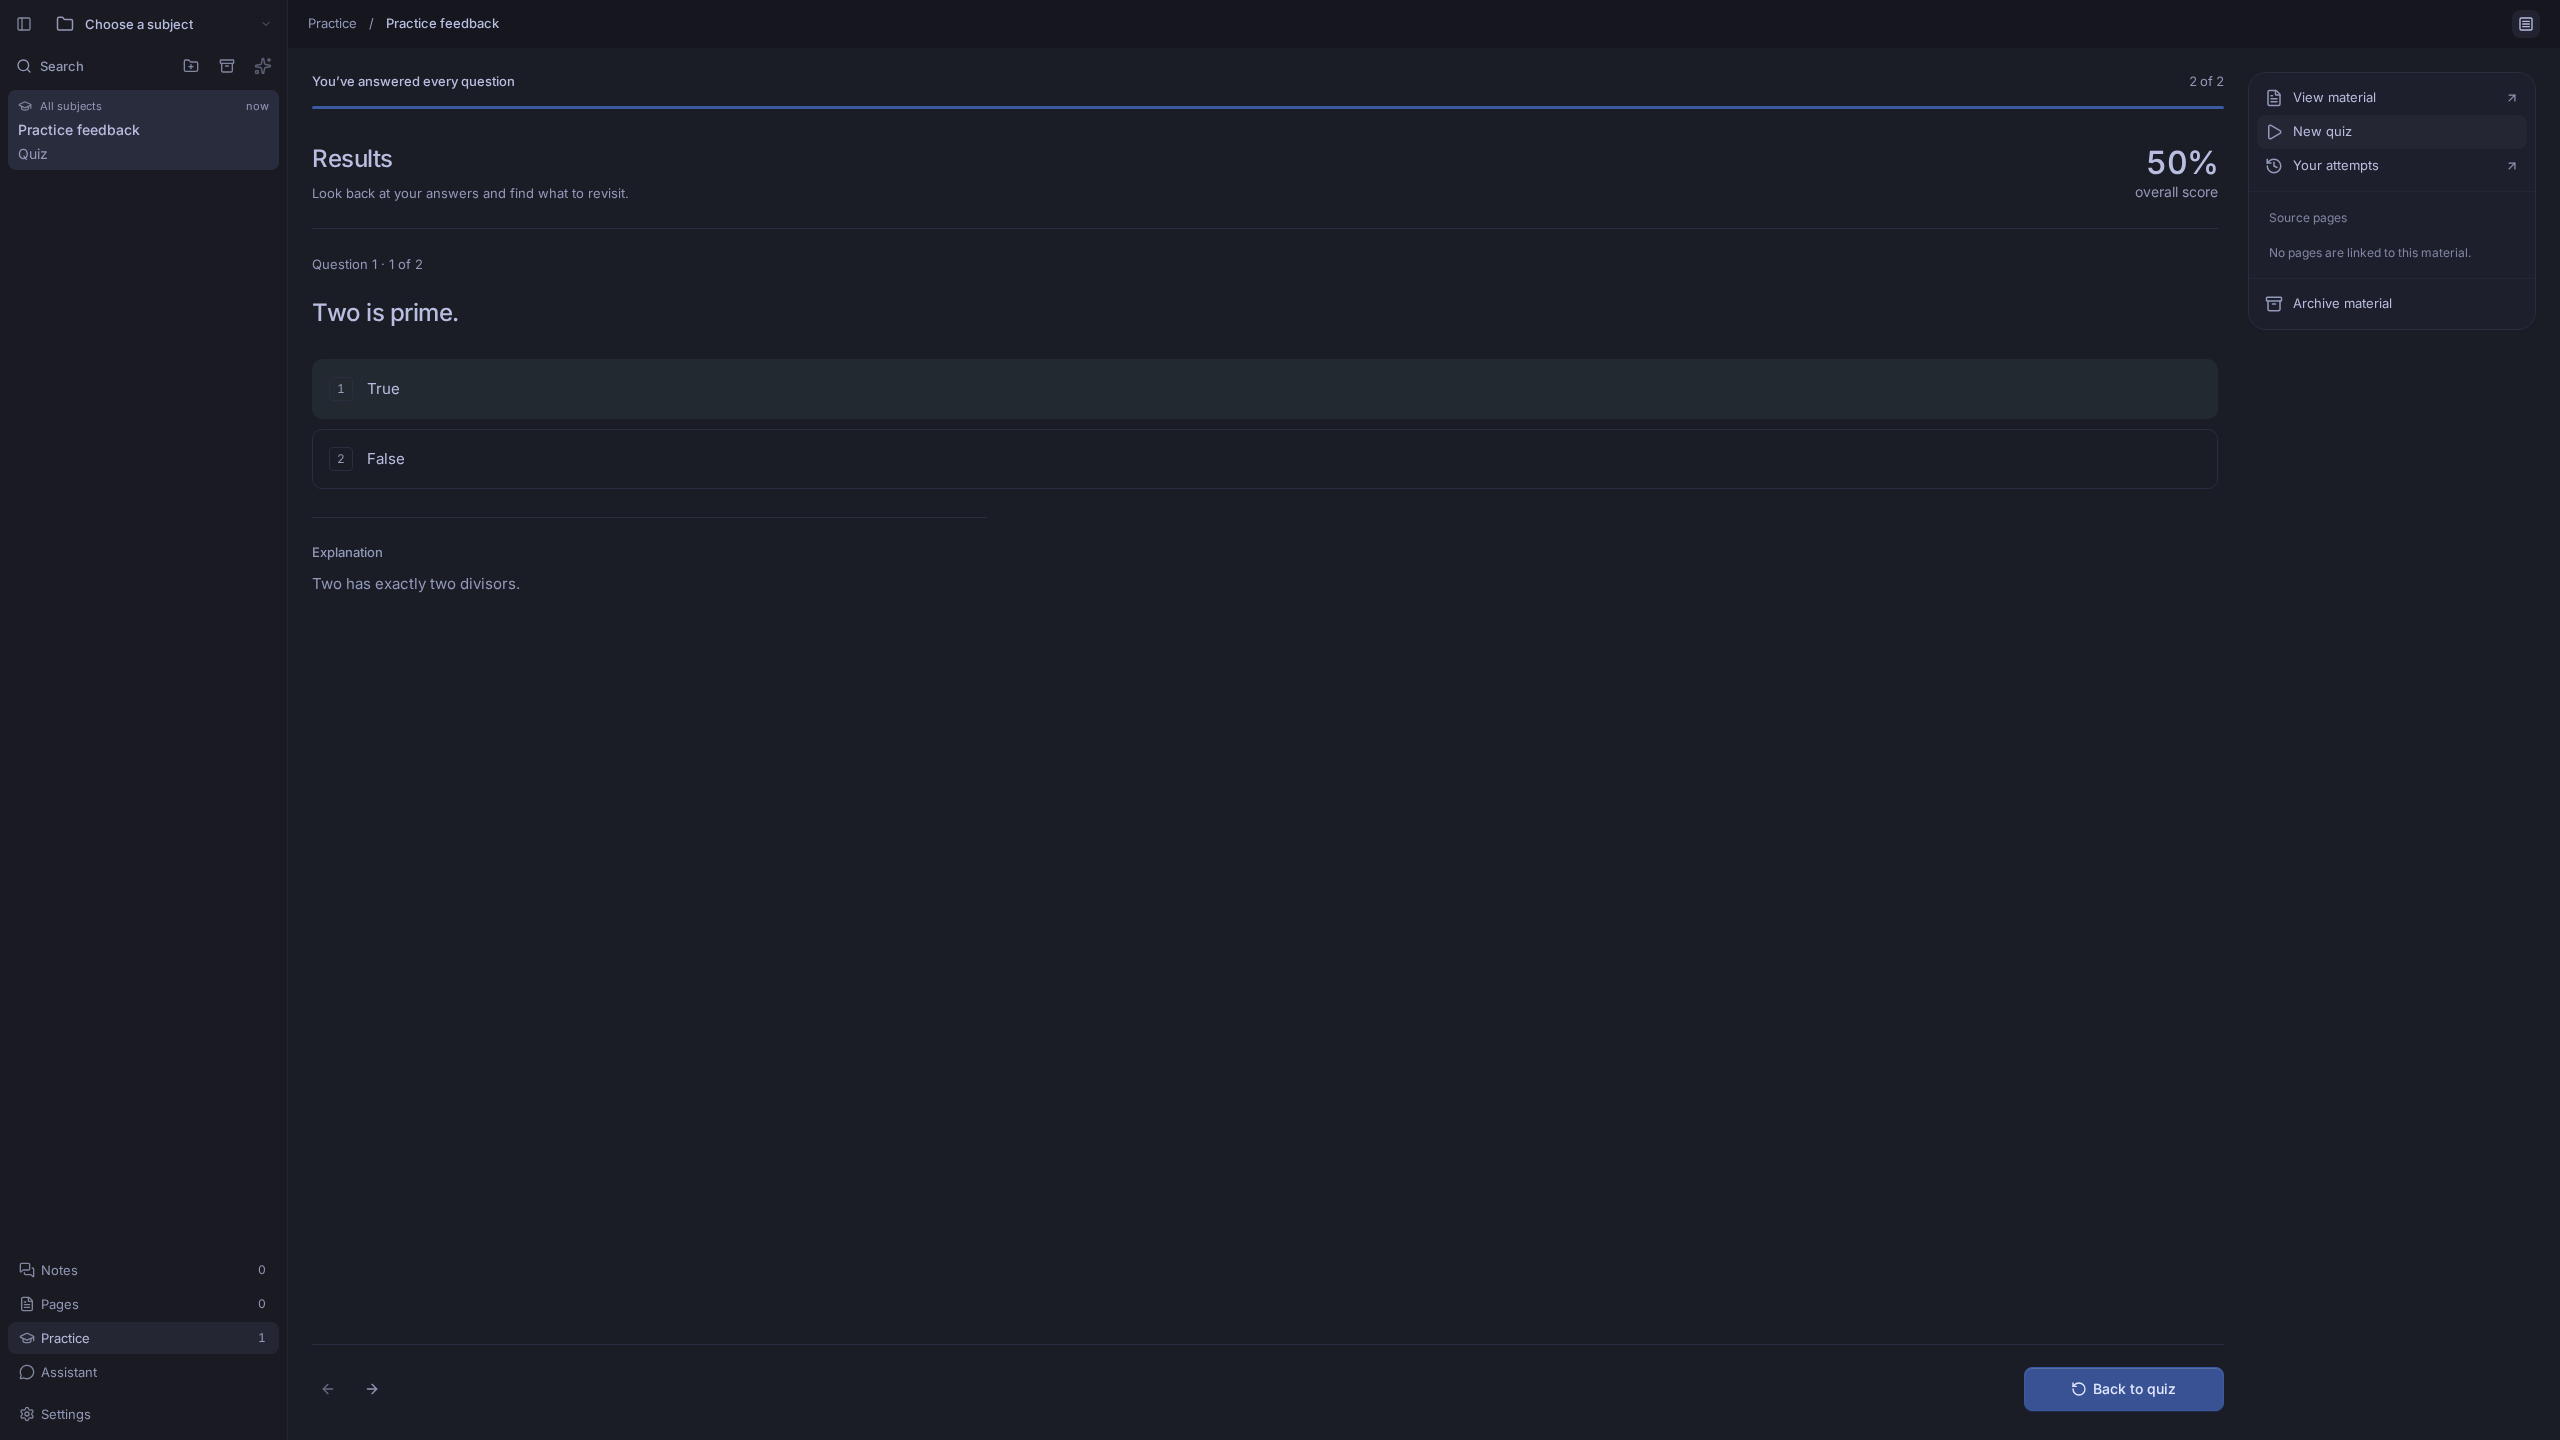 Choose a subject
Search
All subjects
now
Practice feedback
Quiz
Notes
0
Pages
0
Practice
1
Assistant
Settings
Practice / Practice feedback
You’ve answered every question
2 of 2
Results
Look back at your answers and find what to revisit.
50%
overall score
Question 1 · 1 of 2
Two is prime.
1 True
2 False
Explanation
Two has exactly two divisors.
Back to quiz
View material
New quiz
Your attempts
Source pages
No pages are linked to this material.
Archive material